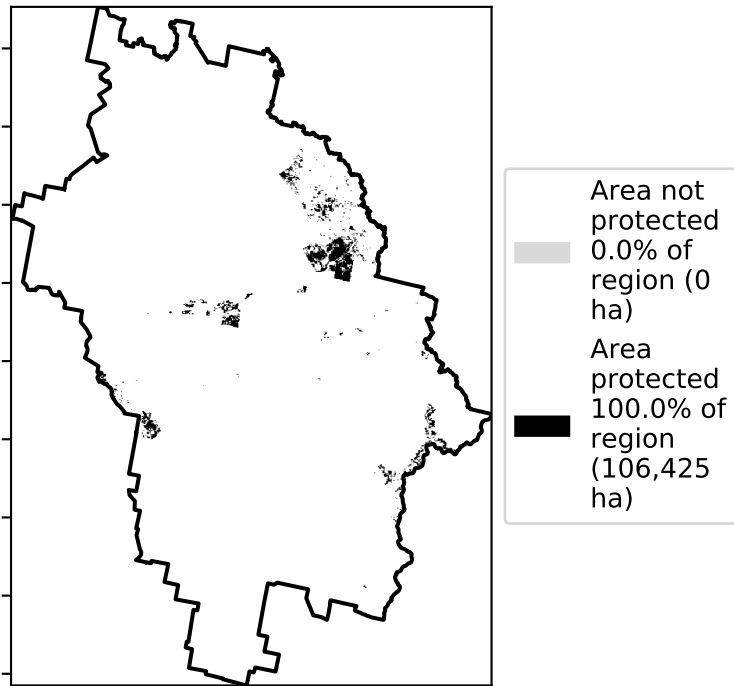 Area not
protected
0.0% of
region (0
ha)
Area
protected
100.0% of
region
(106,425
ha)